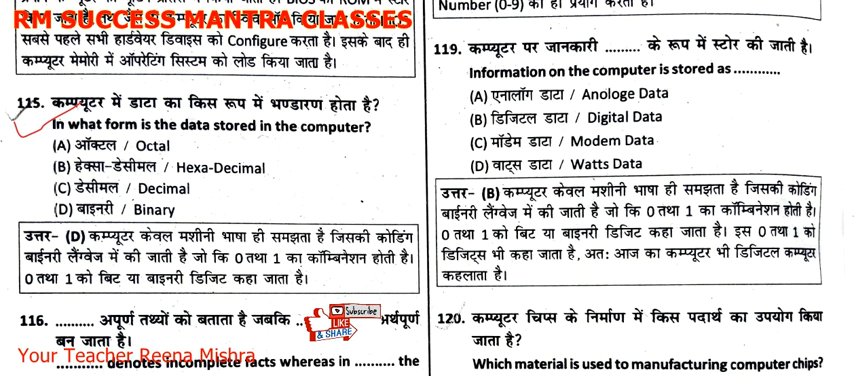 RM SUCCESS MANTRA CLASSES
सबसे पहले सभी हार्डवेयर डिवाइस को Configure करता है। इसके बाद ही
कम्प्यूटर मेमोरी में ऑपरेटिंग सिस्टम को लोड किया जाता है।
115. कम्प्यूटर में डाटा का किस रूप में भण्डारण होता है?
In what form is the data stored in the computer?
(A) ऑक्टल / Octal
(B) हेक्सा-डेसीमल / Hexa-Decimal
(C) डेसीमल / Decimal
(D) बाइनरी / Binary
उत्तर- (D) कम्प्यूटर केवल मशीनी भाषा ही समझता है जिसकी कोडिंग
बाईनरी लैंग्वेज में की जाती है जो कि 0 तथा 1 का कॉम्बिनेशन होती है।
0 तथा 1 को बिट या बाइनरी डिजिट कहा जाता है।
116. .......... अपूर्ण तथ्यों को बताता है जबकि ..
बन जाता है।
Subscribe
LIKE
& SHARE
Your Teacher Reena Mishra
............ denotes incomplete facts whereas in .......... the
Number (0-9) का ही प्रयोग करता है।
119. कम्प्यूटर पर जानकारी ......... के रूप में स्टोर की जाती है।
Information on the computer is stored as ............
(A) एनालॉग डाटा / Anologe Data
(B) डिजिटल डाटा / Digital Data
(C) मॉडेम डाटा / Modem Data
(D) वाट्स डाटा / Watts Data
उत्तर- (B) कम्प्यूटर केवल मशीनी भाषा ही समझता है जिसकी कोडिंग
बाईनरी लैंग्वेज में की जाती है जो कि 0 तथा 1 का कॉम्बिनेशन होती है।
0 तथा 1 को बिट या बाइनरी डिजिट कहा जाता है। इस 0 तथा 1 को
डिजिट्स भी कहा जाता है, अत: आज का कम्प्यूटर भी डिजिटल कम्प्यूटर
कहलाता है।
120. कम्प्यूटर चिप्स के निर्माण में किस पदार्थ का उपयोग किया
जाता है?
Which material is used to manufacturing computer chips?